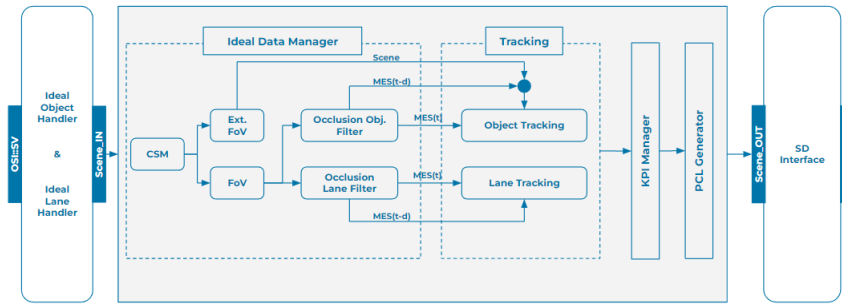 Ideal Data Manager
Tracking
Scene
MES(t-d)
Ideal
Object
Handler
&
Ideal
Lane
Handler
OSI::SV
Scene_IN
CSM
Ext.
FoV
FoV
Occlusion Obj.
Filter
MES(t)
Object Tracking
Occlusion
Lane Filter
MES(t)
Lane Tracking
MES(t-d)
KPI Manager
PCL Generator
Scene_OUT
SD
Interface